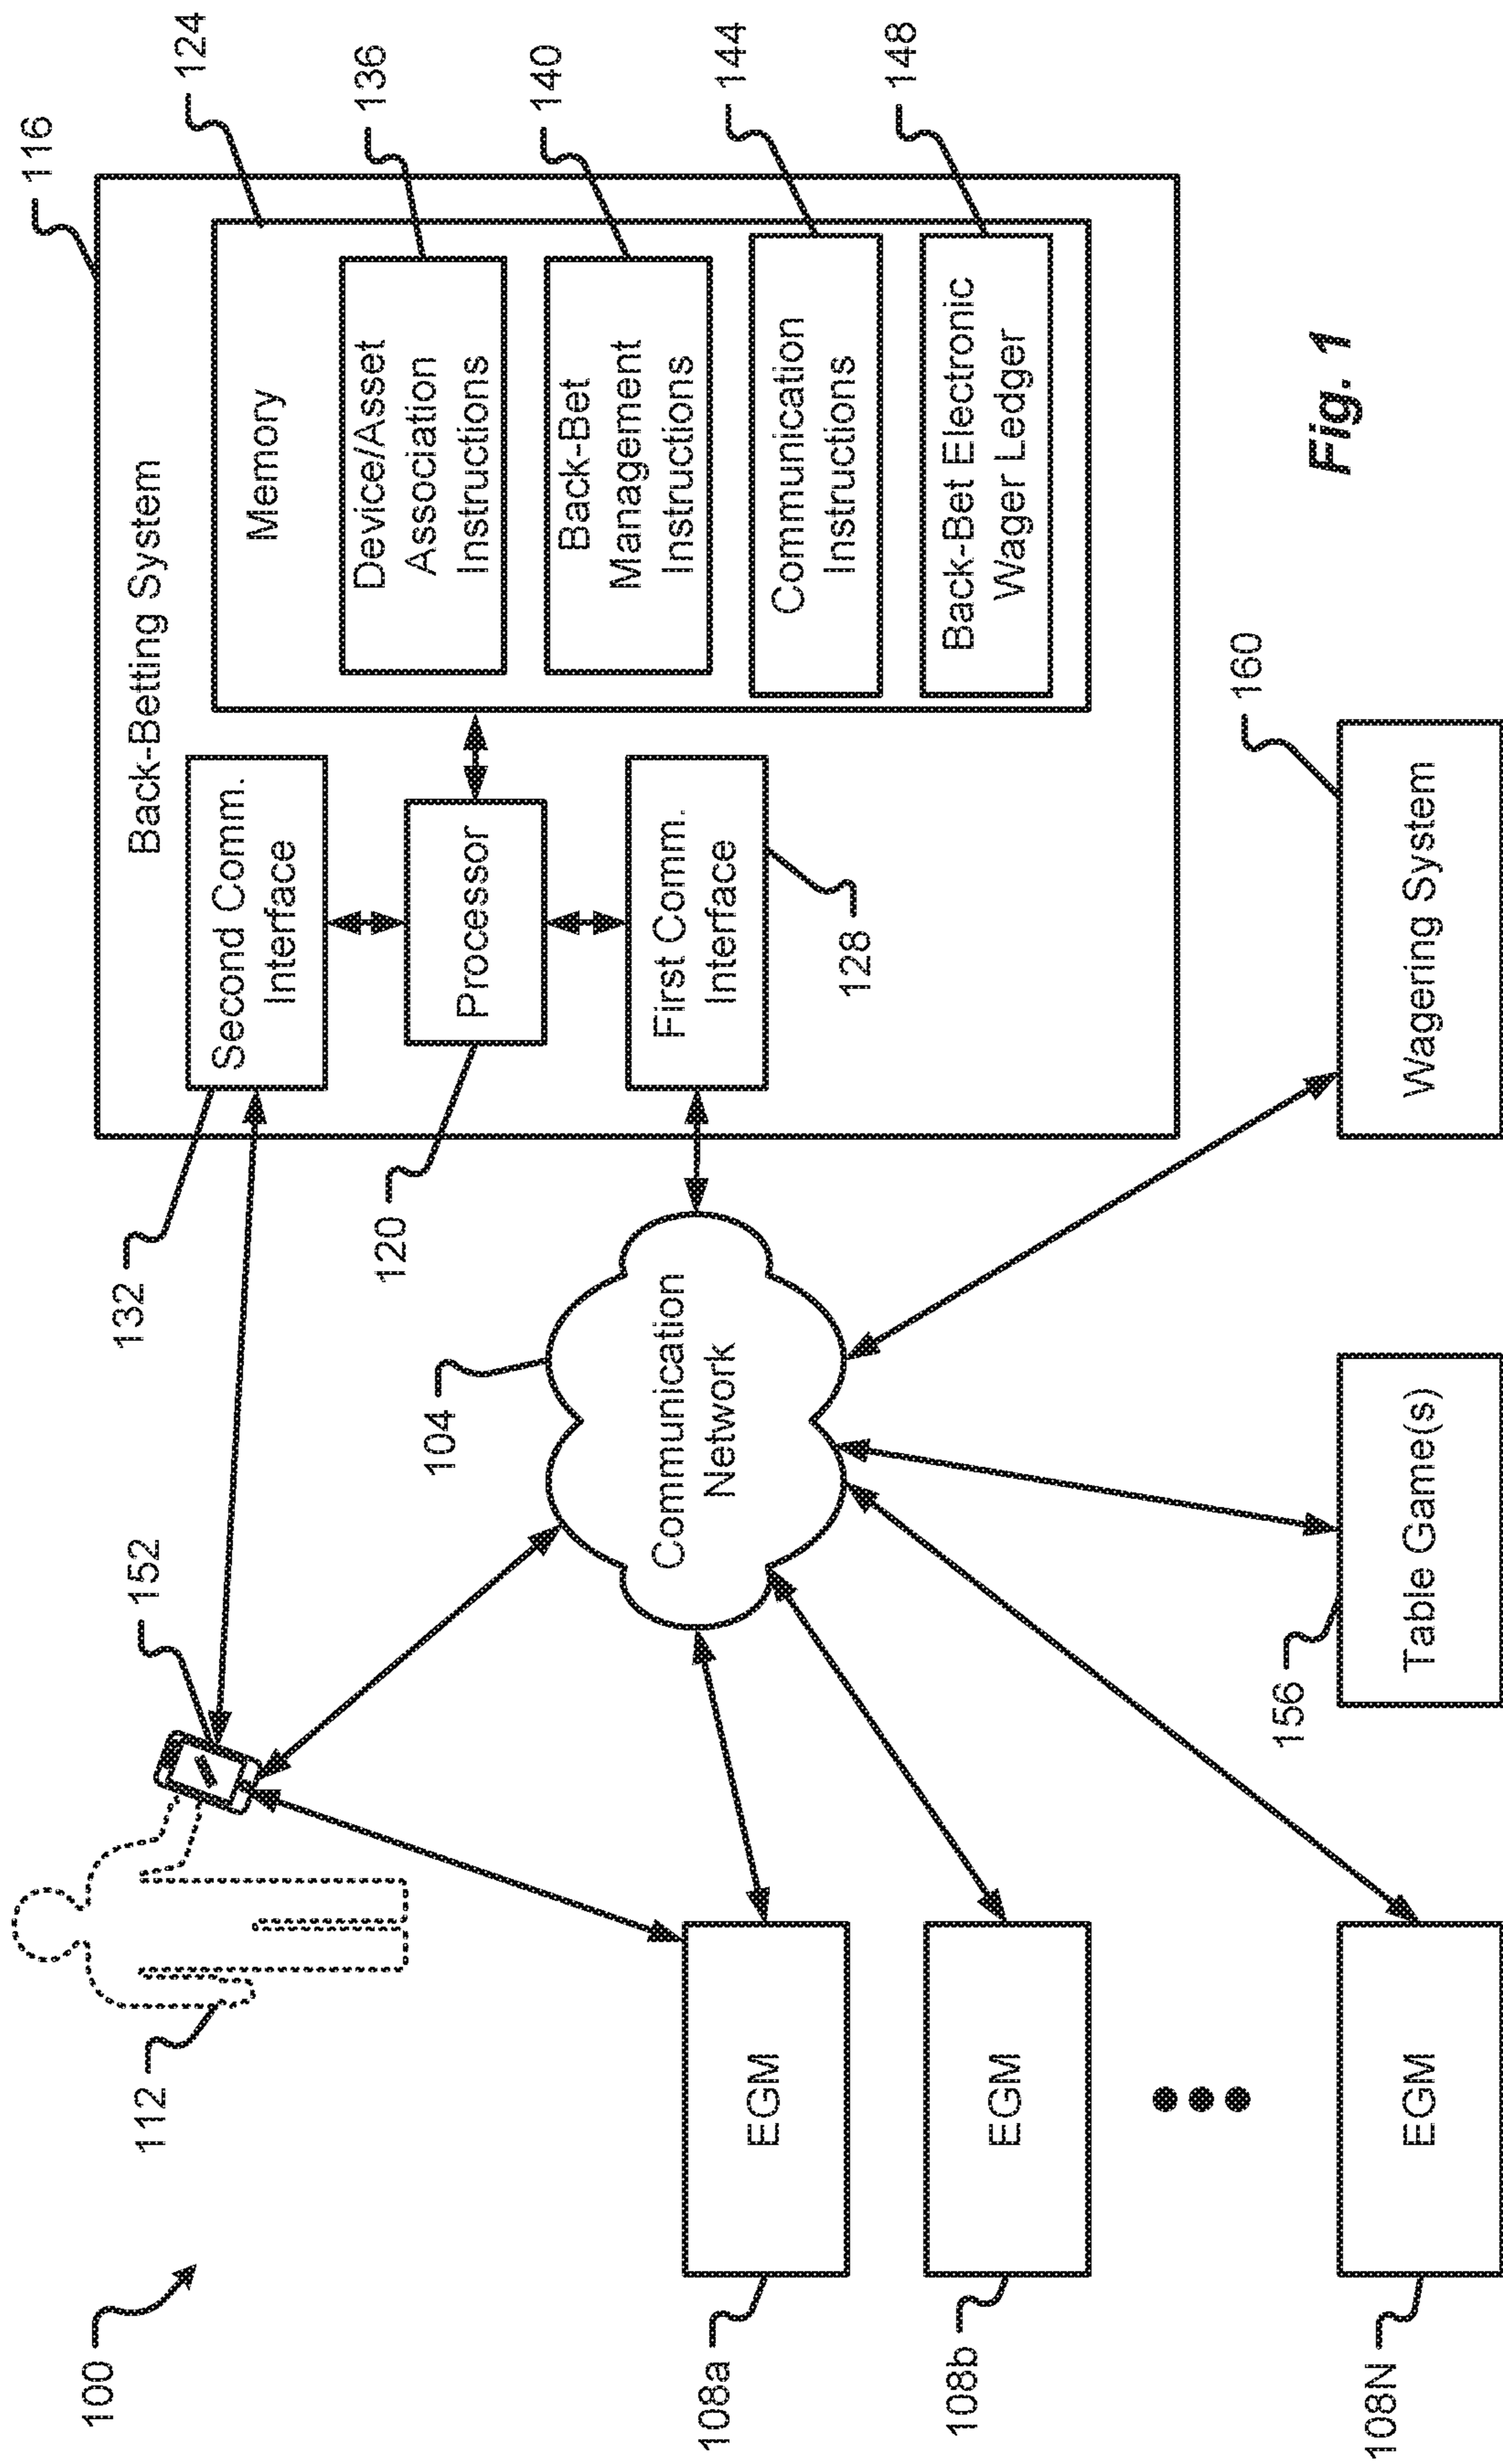 100
112
152
132
116
Back-Betting System
Second Comm.
Interface
124
Memory
136
Device/Asset
Association
Instructions
120
Processor
140
Back-Bet
Management
Instructions
104
Communication
Network
First Comm.
Interface
128
144
Communication
Instructions
148
Back-Bet Electronic
Wager Ledger
108a
EGM
108b
EGM
108N
EGM
156
Table Game(s)
160
Wagering System
Fig. 1